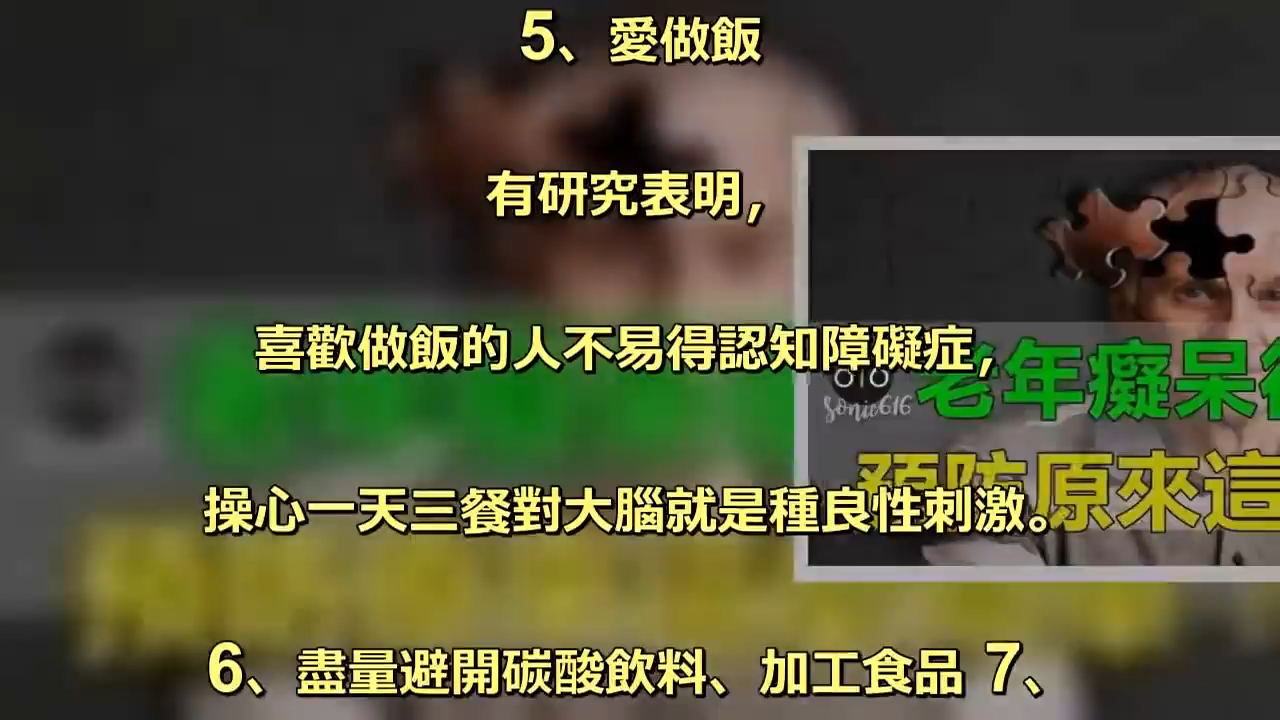 5、愛做飯
有研究表明，
喜歡做飯的人不易得認知障礙症，
616
Sonic616
老年癡呆
預防原來這
操心一天三餐對大腦就是種良性刺激。
6、盡量避開碳酸飲料、加工食品 7、